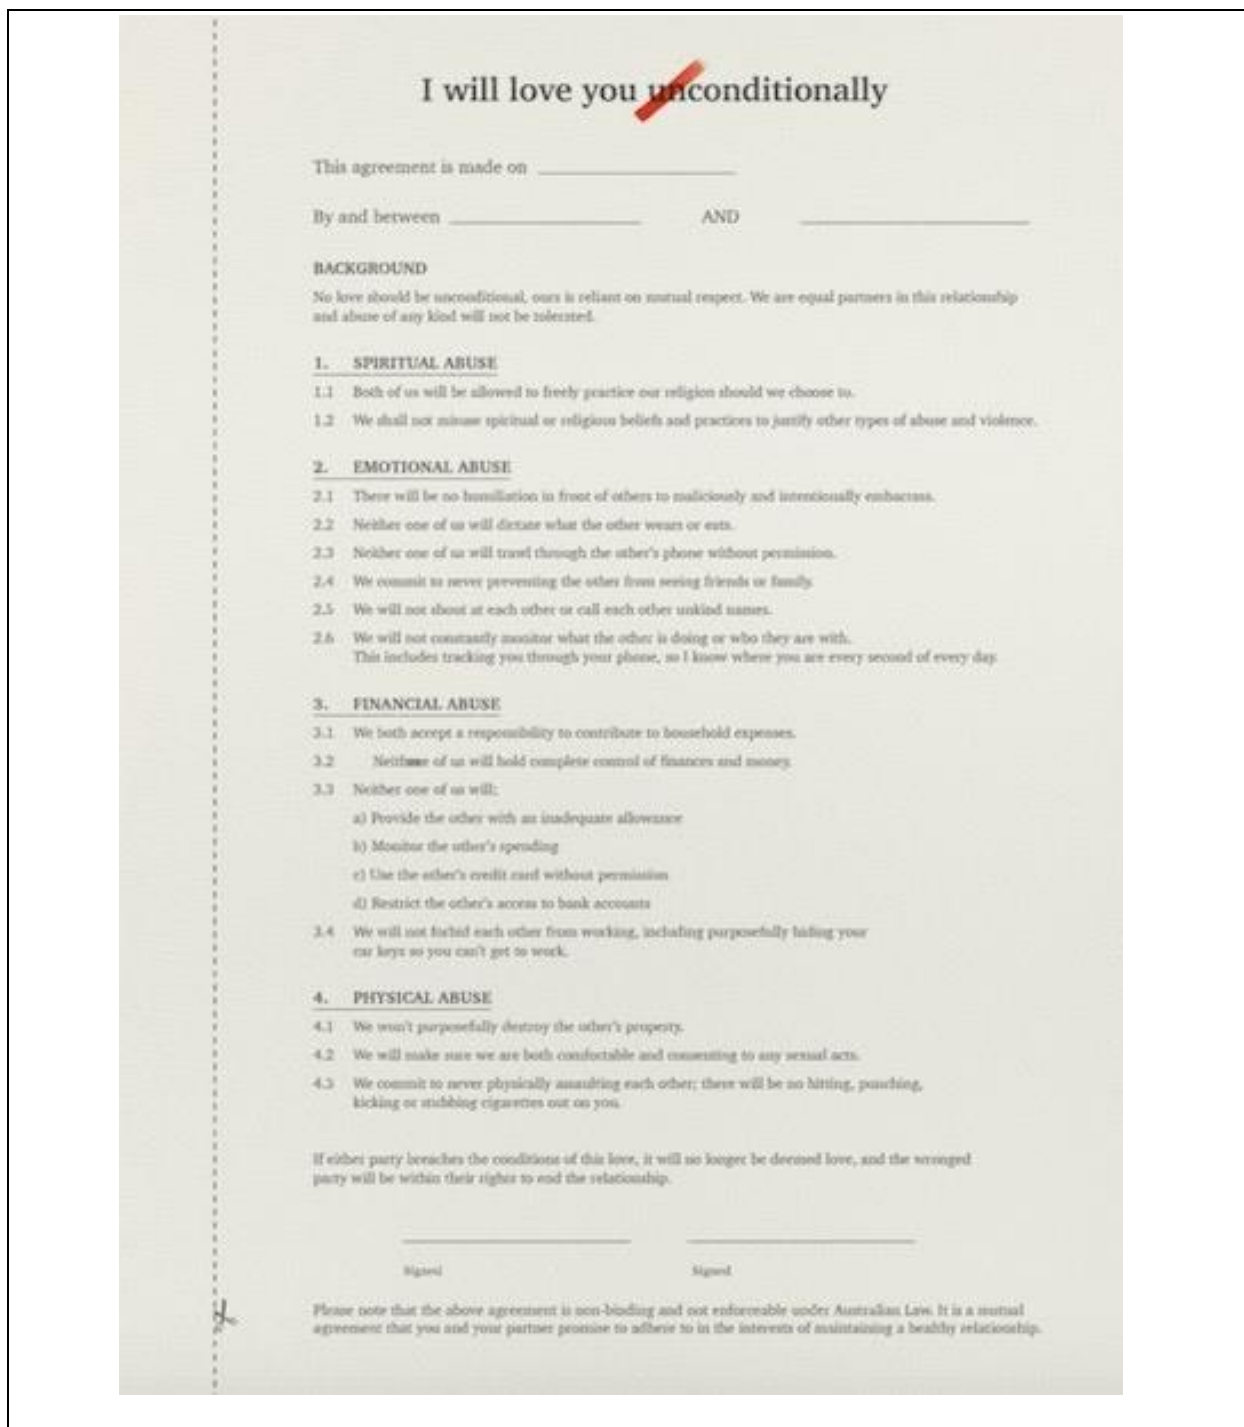 I will love you unconditionally
This agreement is made on
By and between AND
BACKGROUND
No love should be unconditional, ours is reliant on mutual respect. We are equal partners in this relationship
and abuse of any kind will not be tolerated.
1. SPIRITUAL ABUSE
1.1 Both of us will be allowed to freely practice our religion should we choose to.
1.2 We shall not misuse spiritual or religious beliefs and practices to justify other types of abuse and violence.
2. EMOTIONAL ABUSE
2.1 There will be no humiliation in front of others to maliciously and intentionally embarrass.
2.2 Neither one of us will dictate what the other wears or eats.
2.3 Neither one of us will trawl through the other's phone without permission.
2.4 We commit to never preventing the other from seeing friends or family.
2.5 We will not shout at each other or call each other unkind names.
2.6 We will not constantly monitor what the other is doing or who they are with.
This includes tracking you through your phone, so I know where you are every second of every day.
3. FINANCIAL ABUSE
3.1 We both accept a responsibility to contribute to household expenses.
3.2 of us will hold complete control of finances and money.
3.3 Neither one of us will:
a) Provide the other with an inadequate allowance
b) Monitor the other's spending
c) Use the other's credit card without permission
d) Restrict the other's access to bank accounts
3.4 We will not forbid each other from working, including purposefully hiding your
car keys so you can't get to work.
4. PHYSICAL ABUSE
4.1 We won't purposefully destroy the other's property.
4.2 We will make sure we are both comfortable and consenting to any sexual acts.
4.3 We commit to never physically assaulting each other; there will be no hitting, punching,
kicking or stubbing cigarettes out on you.
If either party breaches the conditions of this love, it will no longer be deemed love, and the wronged
party will be within their rights to end the relationship.
Signed Signed
Please note that the above agreement is non-binding and not enforceable under Australian Law. It is a mutual
agreement that you and your partner promise to adhere to in the interests of maintaining a healthy relationship.